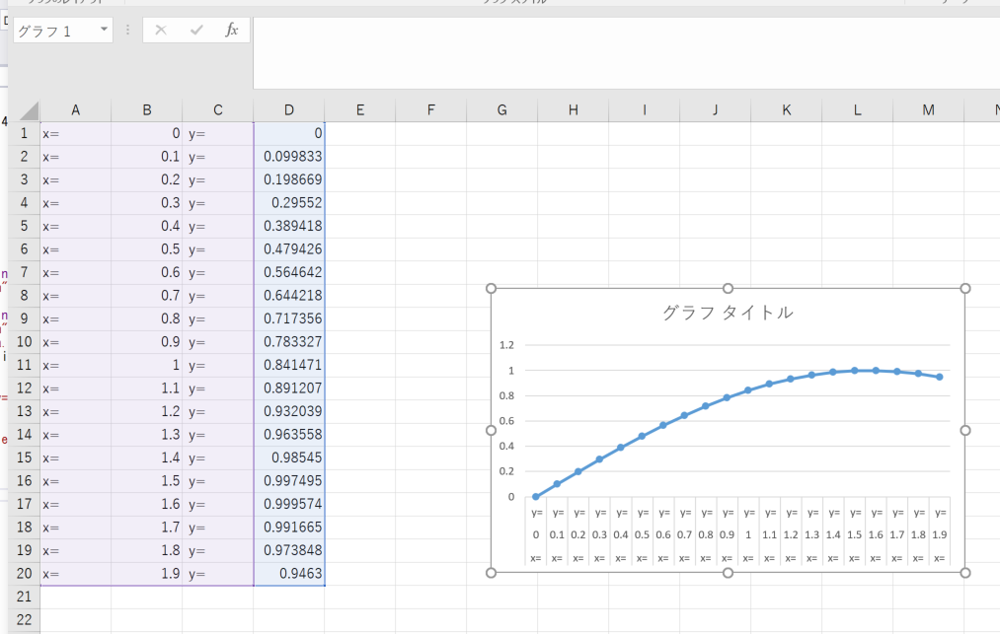 グラフ 1 fx
A B C D E F G H I J K L M
1 x= 0 y= 0
2 x= 0.1 y= 0.099833
3 x= 0.2 y= 0.198669
4 x= 0.3 y= 0.29552
5 x= 0.4 y= 0.389418
6 x= 0.5 y= 0.479426
7 x= 0.6 y= 0.564642
8 x= 0.7 y= 0.644218
9 x= 0.8 y= 0.717356
10 x= 0.9 y= 0.783327
11 x= 1 y= 0.841471
12 x= 1.1 y= 0.891207
13 x= 1.2 y= 0.932039
14 x= 1.3 y= 0.963558
15 x= 1.4 y= 0.98545
16 x= 1.5 y= 0.997495
17 x= 1.6 y= 0.999574
18 x= 1.7 y= 0.991665
19 x= 1.8 y= 0.973848
20 x= 1.9 y= 0.9463
21
22
グラフ タイトル
1.2
1
0.8
0.6
0.4
0.2
0
y= y= y= y= y= y= y= y= y= y= y= y= y= y= y= y= y= y= y= y=
0 0.1 0.2 0.3 0.4 0.5 0.6 0.7 0.8 0.9 1 1.1 1.2 1.3 1.4 1.5 1.6 1.7 1.8 1.9
x= x= x= x= x= x= x= x= x= x= x= x= x= x= x= x= x= x= x= x=